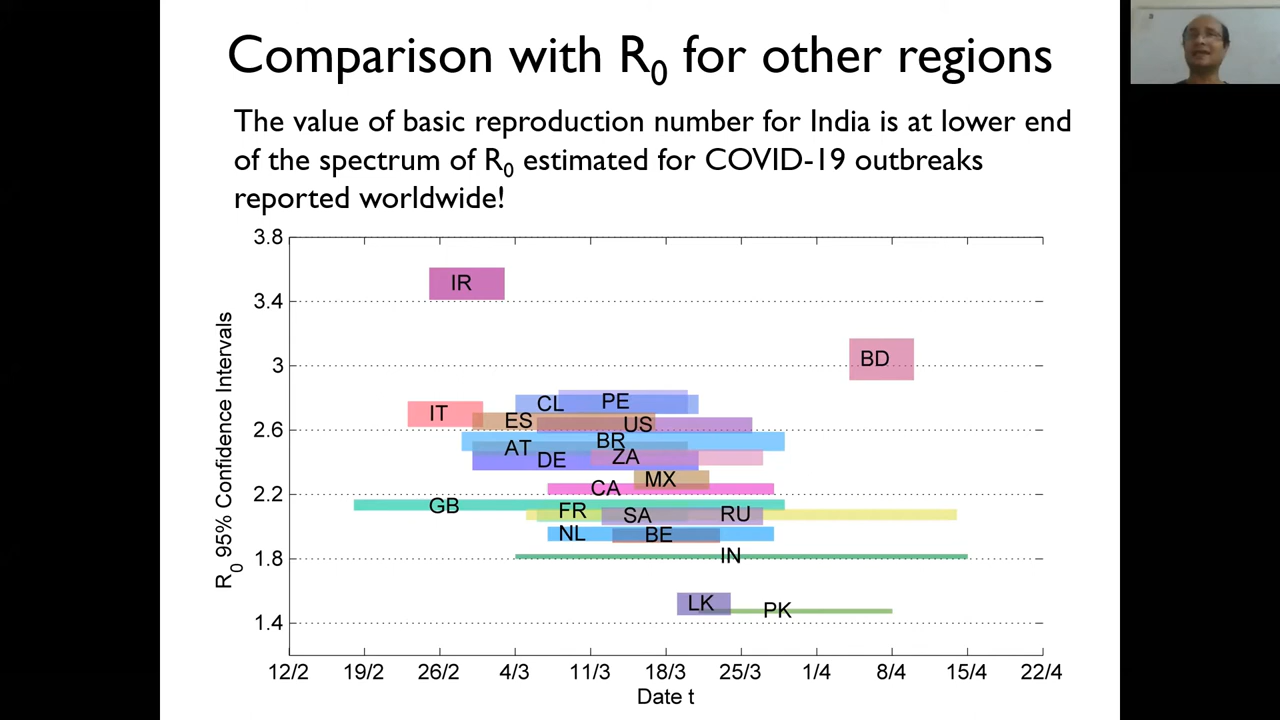 Comparison with R0 for other regions
The value of basic reproduction number for India is at lower end
of the spectrum of R0 estimated for COVID-19 outbreaks
reported worldwide!
R0 95% Confidence Intervals
3.8
3.4
3
2.6
2.2
1.8
1.4
IR
BD
IT
CL
PE
ES
US
BR
AT
DE
ZA
MX
CA
GB
FR
SA
RU
NL
BE
IN
LK
PK
12/2 19/2 26/2 4/3 11/3 18/3 25/3 1/4 8/4 15/4 22/4
Date t